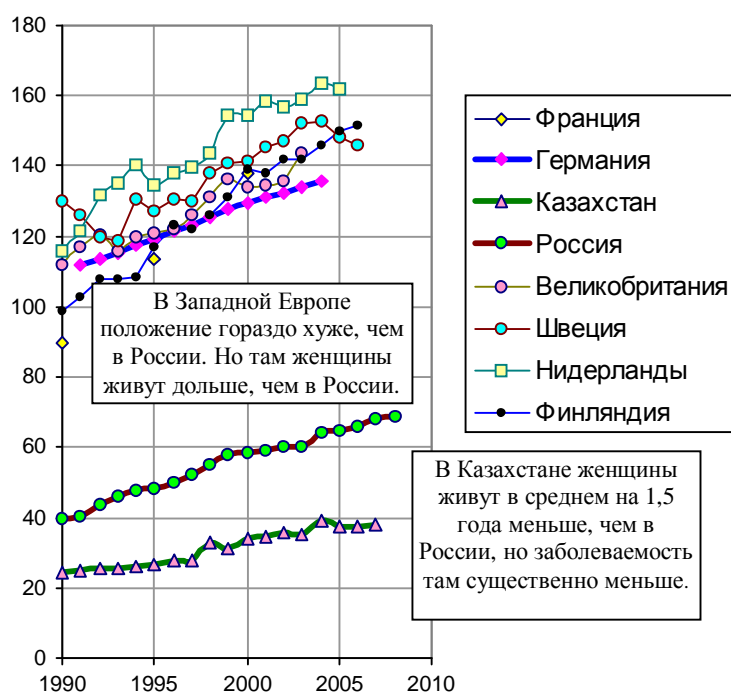 180
160
140
120
100
80
60
40
20
0
1990
1995
2000
2005
2010
В Западной Европе
положение гораздо хуже, чем
в России. Но там женщины
живут дольше, чем в России.
Франция
Германия
Казахстан
Россия
Великобритания
Швеция
Нидерланды
Финляндия
В Казахстане женщины
живут в среднем на 1,5
года меньше, чем в
России, но заболеваемость
там существенно меньше.